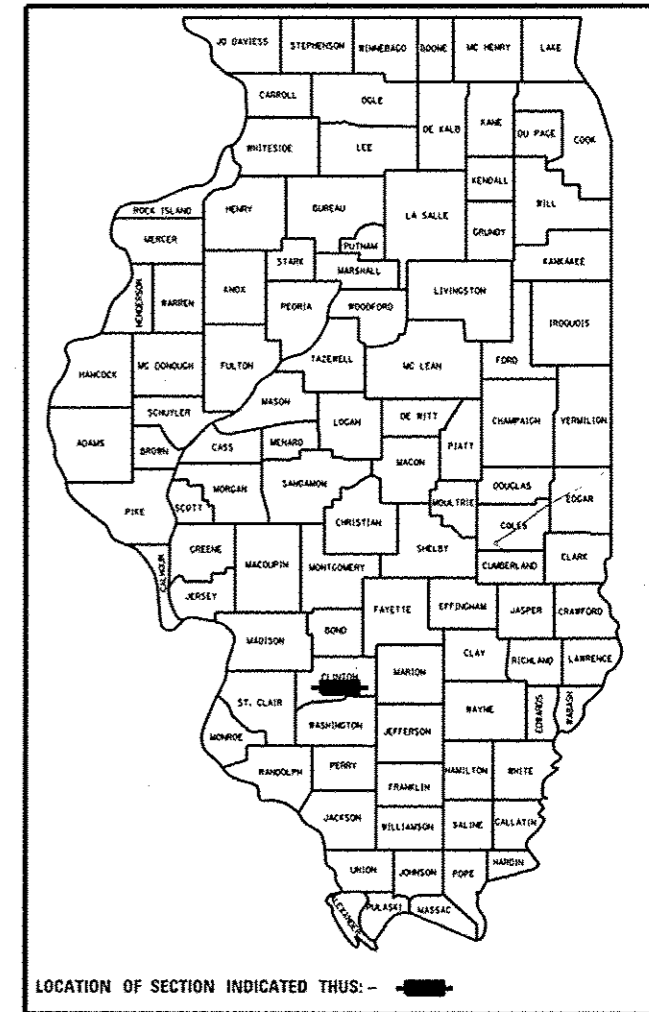 JO DAVIESS STEPHENSON WINNEBAGO BOONE MC HENRY LAKE
CARROLL OGLE DE KALB KANE DU PAGE COOK
WHITESIDE LEE
KENDALL WILL
ROCK ISLAND HENRY BUREAU LA SALLE GRUNDY
MERCER PUTNAM
STARK MARSHALL KANKAKEE
HENDERSON WARREN KNOX PEORIA WOODFORD LIVINGSTON IROQUOIS
HANCOCK MC DONOUGH FULTON TAZEWELL MC LEAN FORD
SCHUYLER MASON LOGAN DE WITT CHAMPAIGN VERMILION
ADAMS BROWN CASS MENARD MACON PIATT
PIKE SCOTT MORGAN SANGAMON CHRISTIAN MOULTRIE DOUGLAS EDGAR
COLES
CALHOUN GREENE MACOUPIN MONTGOMERY SHELBY CUMBERLAND CLARK
JERSEY FAYETTE EFFINGHAM JASPER CRAWFORD
MADISON BOND CLAY RICHLAND LAWRENCE
ST. CLAIR CLINTON MARION WAYNE EDWARDS WABASH
MONROE WASHINGTON JEFFERSON
RANDOLPH PERRY FRANKLIN HAMILTON WHITE
JACKSON WILLIAMSON SALINE GALLATIN
UNION JOHNSON POPE HARDIN
ALEXANDER PULASKI MASSAC
LOCATION OF SECTION INDICATED THUS: -